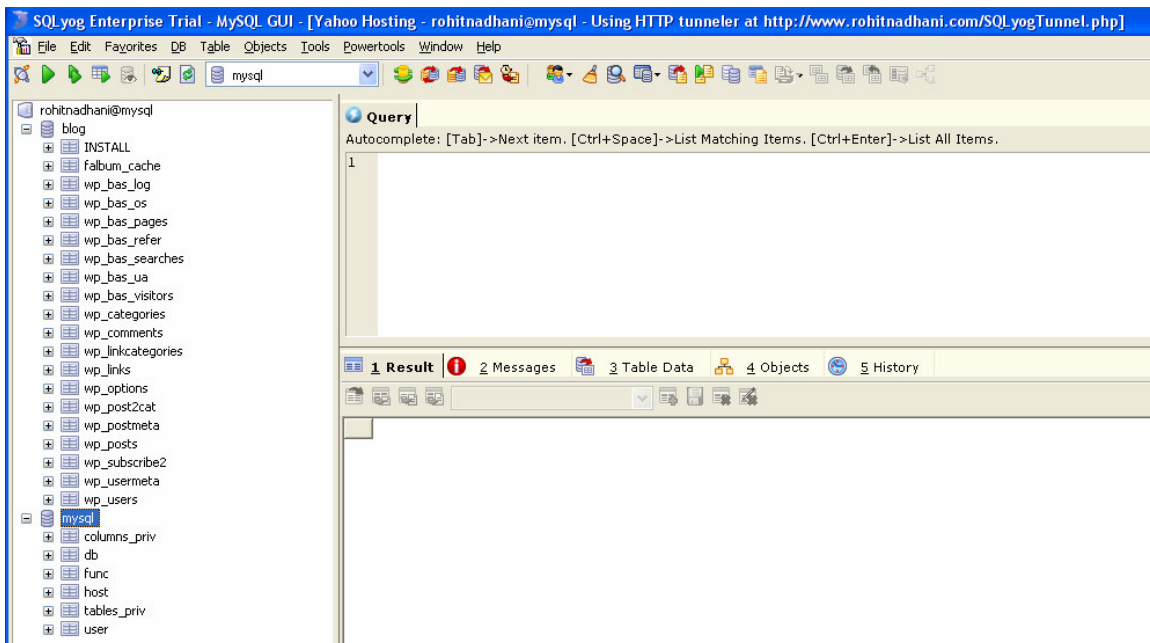 SQLyog Enterprise Trial - MySQL GUI - [Yahoo Hosting - rohitnadhani@mysql - Using HTTP tunneler at http://www.rohitnadhani.com/SQLyogTunnel.php]
File Edit Favorites DB Table Objects Tools Powertools Window Help
mysql
rohitnadhani@mysql
blog
INSTALL
falbum_cache
wp_bas_log
wp_bas_os
wp_bas_pages
wp_bas_refer
wp_bas_searches
wp_bas_ua
wp_bas_visitors
wp_categories
wp_comments
wp_linkcategories
wp_links
wp_options
wp_post2cat
wp_postmeta
wp_posts
wp_subscribe2
wp_usermeta
wp_users
mysql
columns_priv
db
func
host
tables_priv
user
Query
Autocomplete: [Tab]->Next item. [Ctrl+Space]->List Matching Items. [Ctrl+Enter]->List All Items.
1
1 Result 2 Messages 3 Table Data 4 Objects 5 History